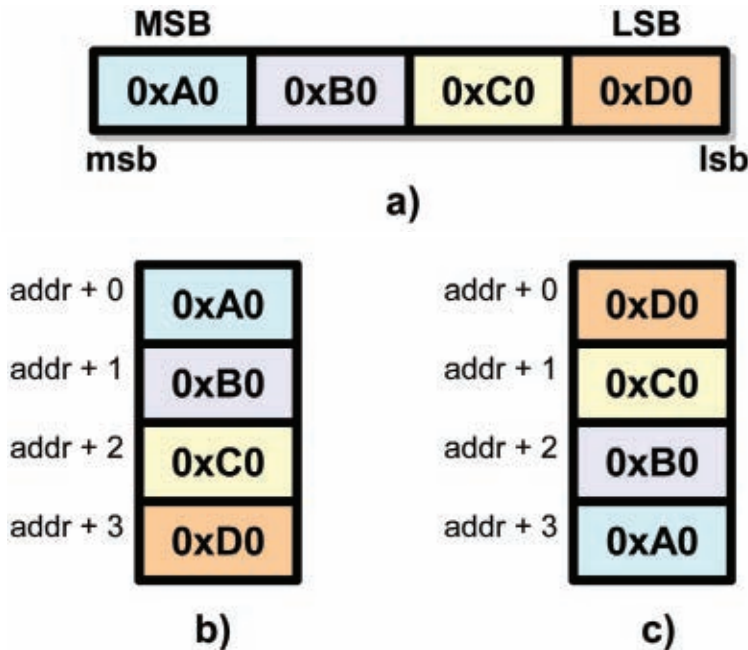 MSB LSB
0xA0 0xB0 0xC0 0xD0
msb lsb
a)
addr + 0 0xA0
addr + 1 0xB0
addr + 2 0xC0
addr + 3 0xD0
b)
addr + 0 0xD0
addr + 1 0xC0
addr + 2 0xB0
addr + 3 0xA0
c)